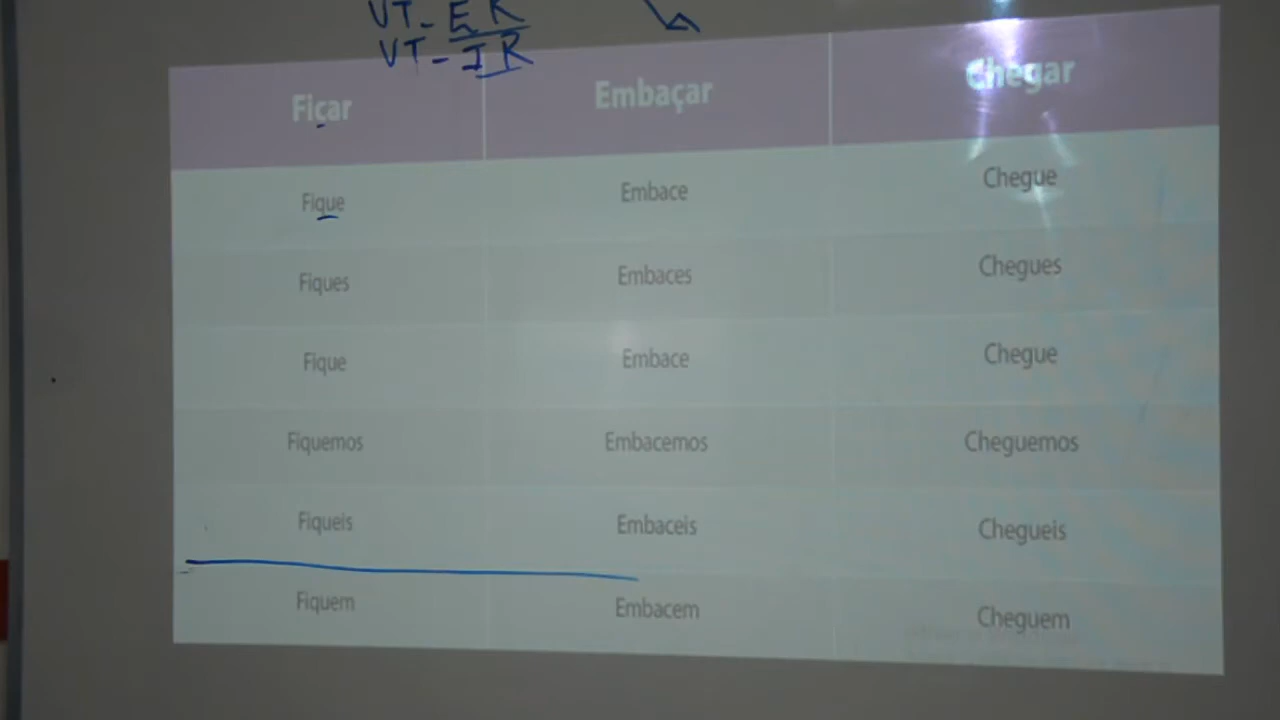 VT - ER
VT - IR
Ficar Embaçar Chegar
Fique Embace Chegue
Fiques Embaces Chegues
Fique Embace Chegue
Fiquemos Embacemos Cheguemos
Fiqueis Embaceis Chegueis
Fiquem Embacem Cheguem